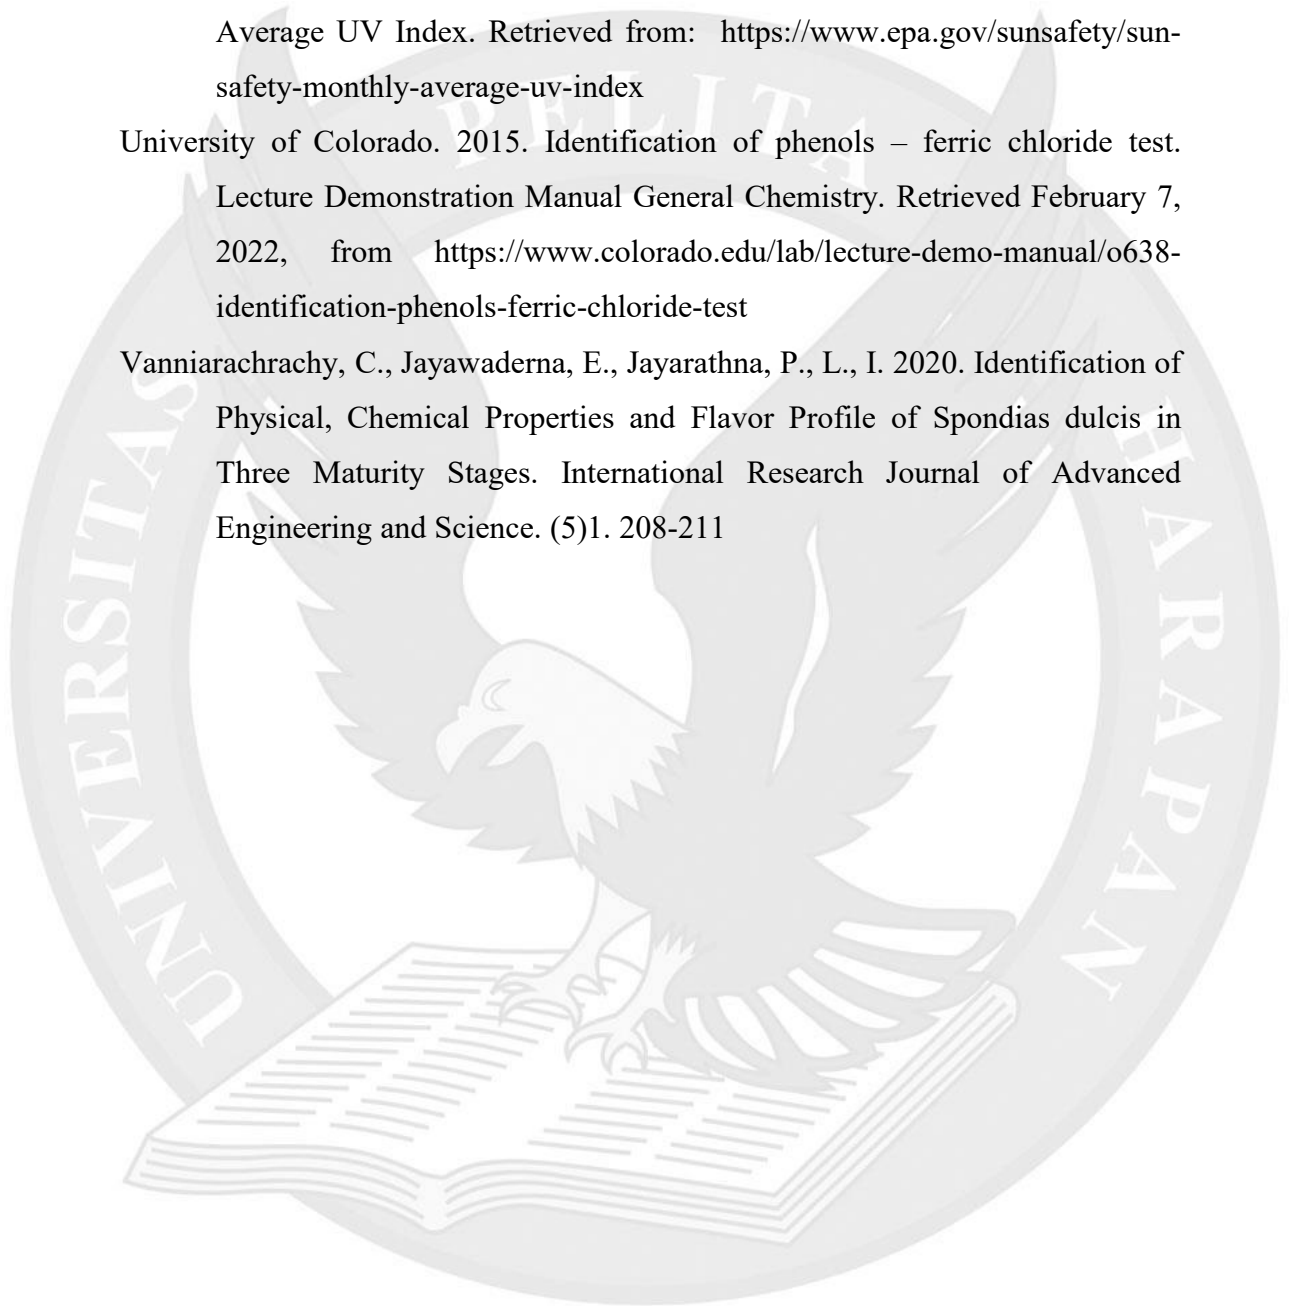 Average UV Index. Retrieved from: https://www.epa.gov/sunsafety/sun-
safety-monthly-average-uv-index
University of Colorado. 2015. Identification of phenols – ferric chloride test.
Lecture Demonstration Manual General Chemistry. Retrieved February 7,
2022, from https://www.colorado.edu/lab/lecture-demo-manual/o638-
identification-phenols-ferric-chloride-test
Vanniarachrachy, C., Jayawaderna, E., Jayarathna, P., L., I. 2020. Identification of
Physical, Chemical Properties and Flavor Profile of Spondias dulcis in
Three Maturity Stages. International Research Journal of Advanced
Engineering and Science. (5)1. 208-211
UNIVERSITAS PELITA HARAPAN